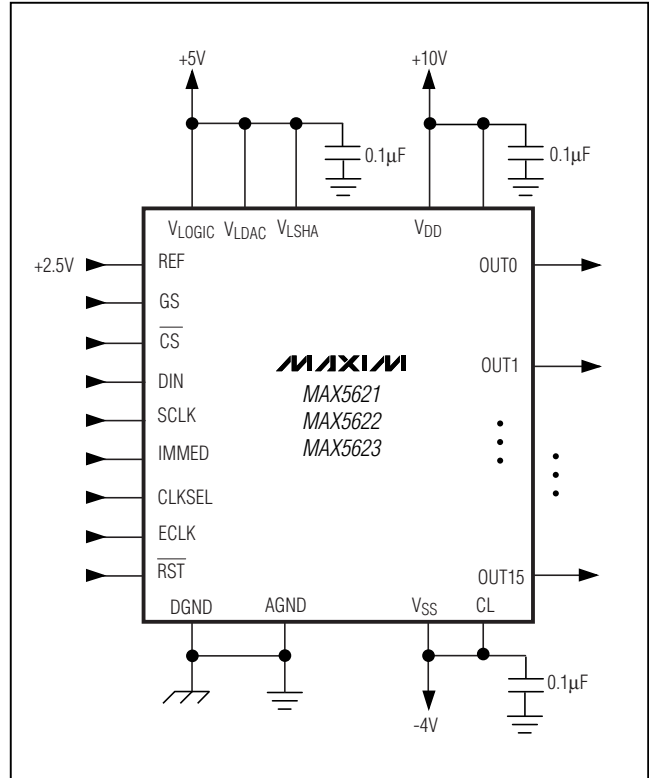 +5V
+10V
0.1µF
0.1µF
VLOGIC VLDAC VLSHA VDD
+2.5V REF OUT0
GS
CS
DIN
SCLK
IMMED
CLKSEL
ECLK
RST
MAXIM
MAX5621
MAX5622
MAX5623
OUT1
OUT15
DGND AGND VSS CL
0.1µF
-4V